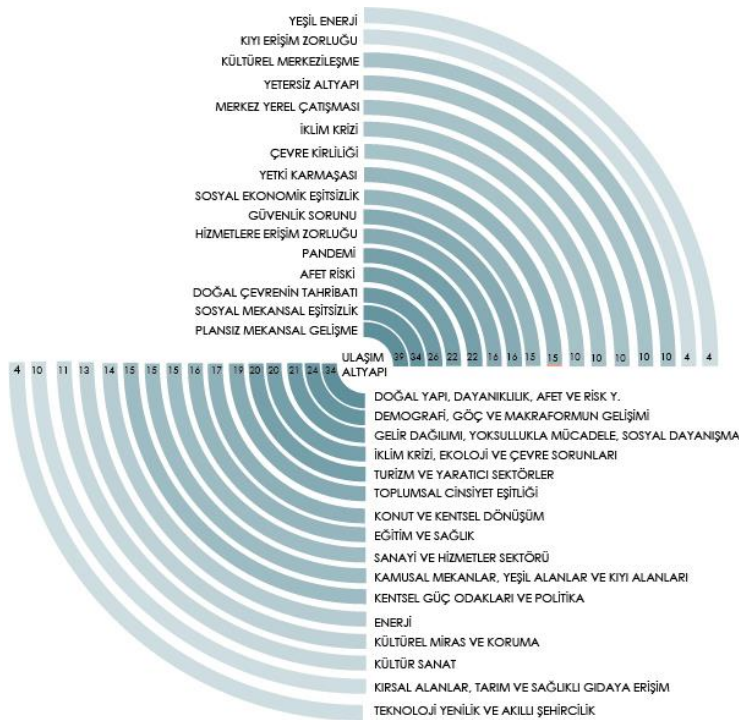 YEŞİL ENERJİ
KIYI ERİŞİM ZORLUĞU
KÜLTÜREL MERKEZİLEŞME
YETERSİZ ALTYAPI
MERKEZ YEREL ÇATIŞMASI
İKLİM KRİZİ
ÇEVRE KİRLİLİĞİ
YETKİ KARMAŞASI
SOSYAL EKONOMİK EŞİTSİZLİK
GÜVENLİK SORUNU
HİZMETLERE ERİŞİM ZORLUĞU
PANDEMİ
AFET RİSKİ
DOĞAL ÇEVRENİN TAHRİBATI
SOSYAL MEKANSAL EŞİTSİZLİK
PLANSIZ MEKANSAL GELİŞME
ULAŞIM 39 34 26 22 22 16 16 15 15 10 10 10 10 10 4 4
4 10 11 13 14 15 15 15 16 17 19 20 20 21 24 34 ALTYAPI
DOĞAL YAPI, DAYANIKLILIK, AFET VE RİSK Y.
DEMOGRAFİ, GÖÇ VE MAKRAFORMUN GELİŞİMİ
GELİR DAĞILIMI, YOKSULLUKLA MÜCADELE, SOSYAL DAYANIŞMA
İKLİM KRİZİ, EKOLOJİ VE ÇEVRE SORUNLARI
TURİZM VE YARATICI SEKTÖRLER
TOPLUMSAL CİNSİYET EŞİTLİĞİ
KONUT VE KENTSEL DÖNÜŞÜM
EĞİTİM VE SAĞLIK
SANAYİ VE HİZMETLER SEKTÖRÜ
KAMUSAL MEKANLAR, YEŞİL ALANLAR VE KIYI ALANLARI
KENTSEL GÜÇ ODAKLARI VE POLİTİKA
ENERJİ
KÜLTÜREL MİRAS VE KORUMA
KÜLTÜR SANAT
KIRSAL ALANLAR, TARIM VE SAĞLIKLI GIDAYA ERİŞİM
TEKNOLOJİ YENİLİK VE AKILLI ŞEHİRCİLİK